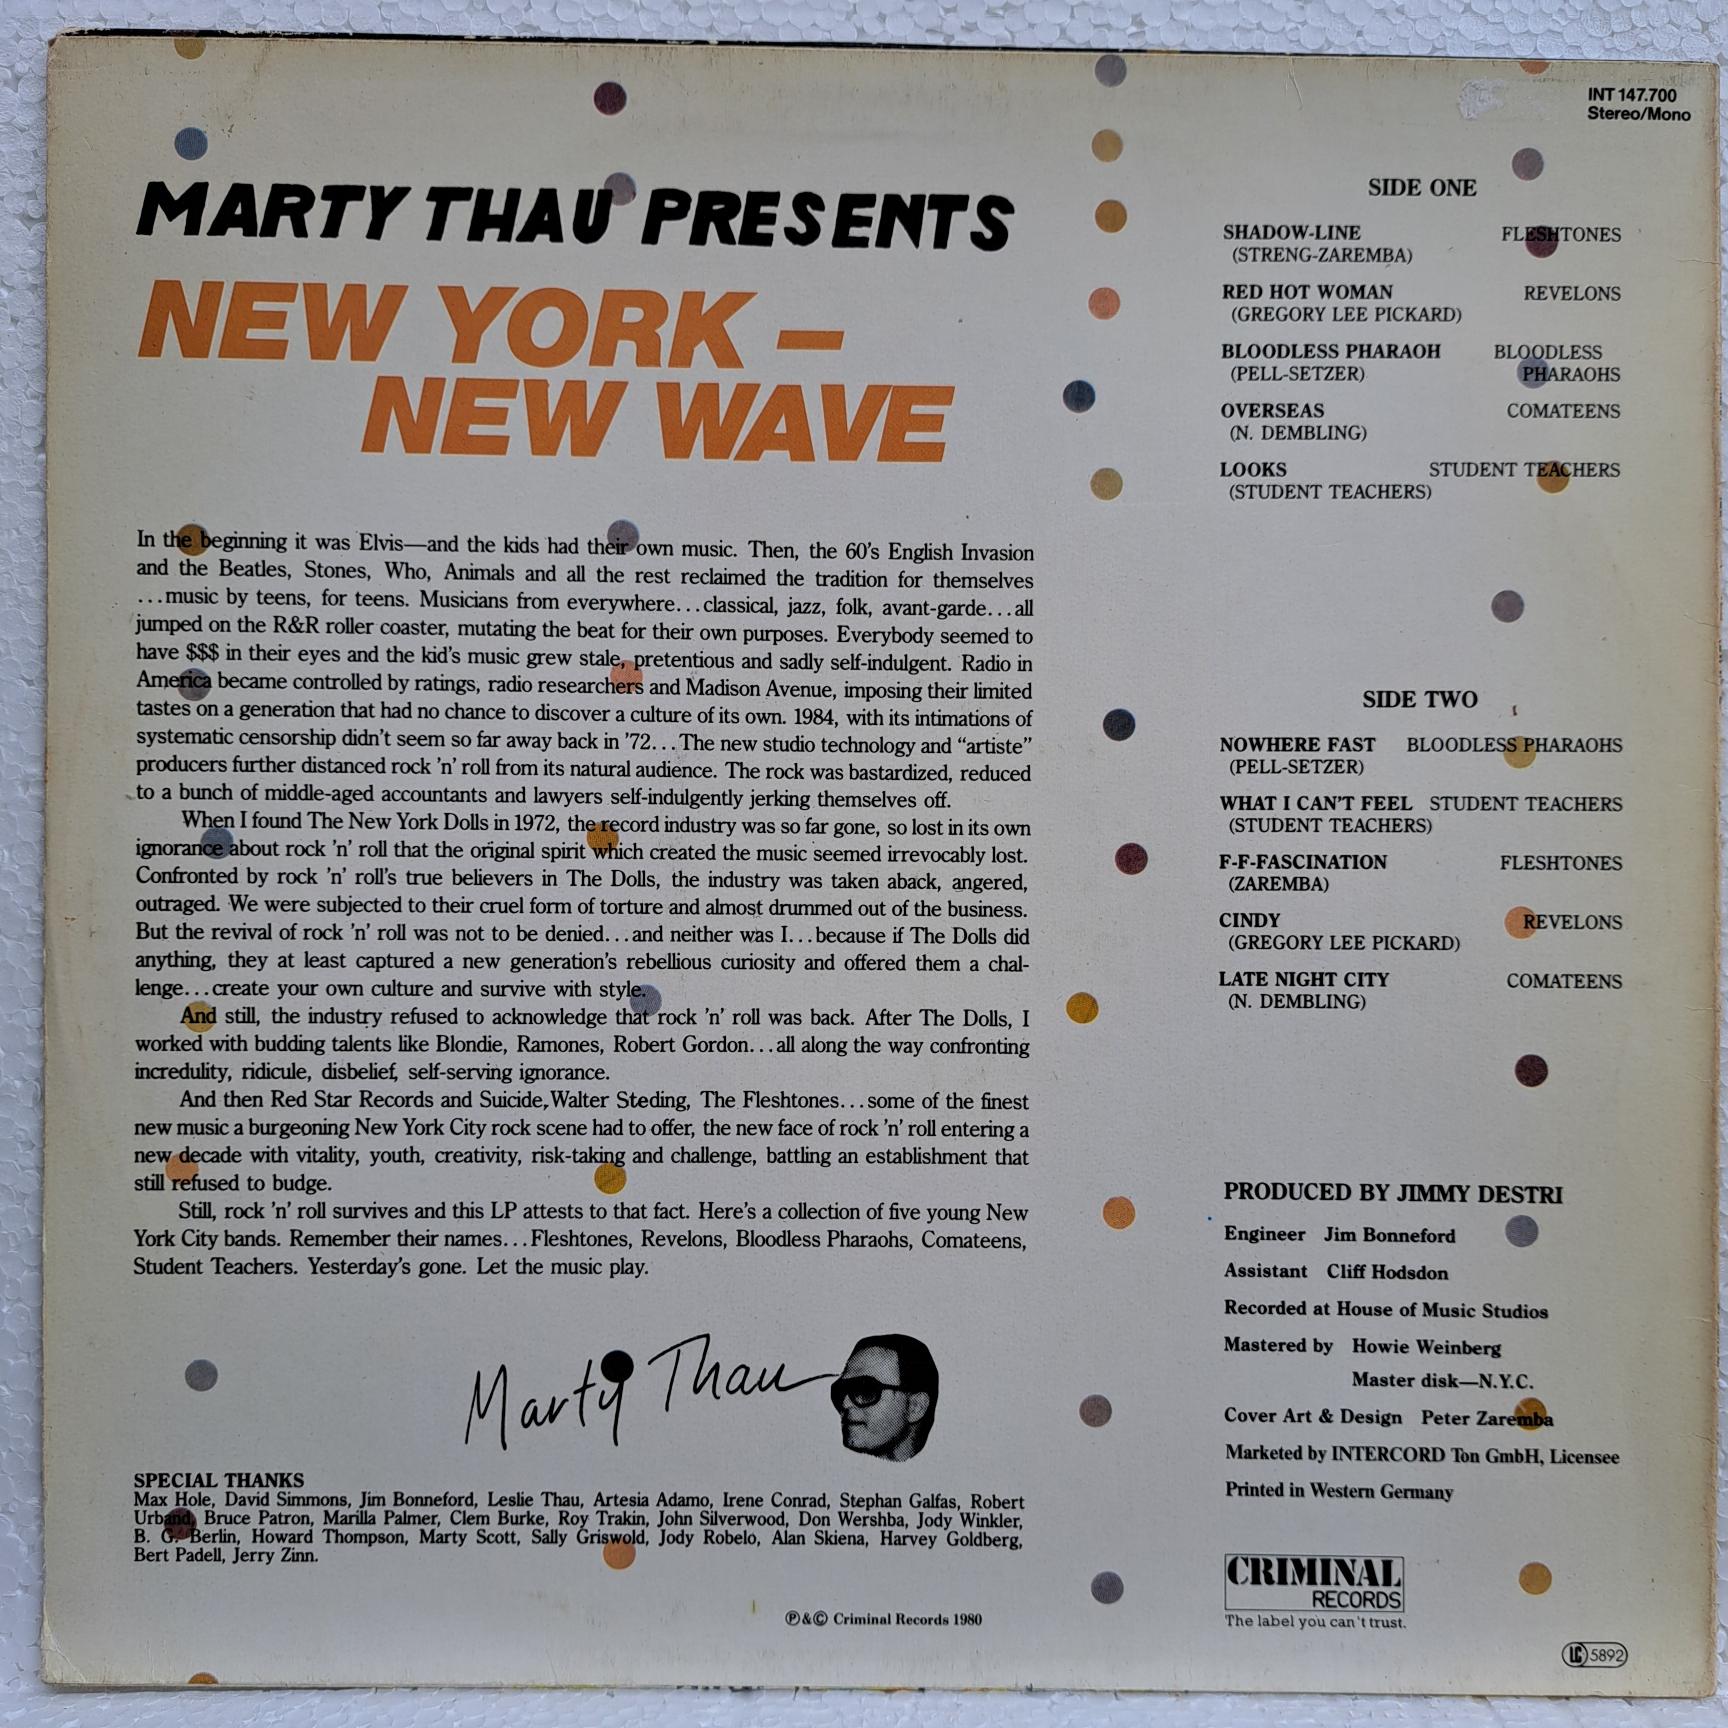 INT 147.700
Stereo/Mono
MARTY THAU PRESENTS
NEW YORK –
NEW WAVE
In the beginning it was Elvis—and the kids had their own music. Then, the 60's English Invasion
and the Beatles, Stones, Who, Animals and all the rest reclaimed the tradition for themselves
...music by teens, for teens. Musicians from everywhere...classical, jazz, folk, avant-garde...all
jumped on the R&R roller coaster, mutating the beat for their own purposes. Everybody seemed to
have $$$ in their eyes and the kid's music grew stale, pretentious and sadly self-indulgent. Radio in
America became controlled by ratings, radio researchers and Madison Avenue, imposing their limited
tastes on a generation that had no chance to discover a culture of its own. 1984, with its intimations of
systematic censorship didn't seem so far away back in '72...The new studio technology and “artiste”
producers further distanced rock 'n' roll from its natural audience. The rock was bastardized, reduced
to a bunch of middle-aged accountants and lawyers self-indulgently jerking themselves off.
When I found The New York Dolls in 1972, the record industry was so far gone, so lost in its own
ignorance about rock 'n' roll that the original spirit which created the music seemed irrevocably lost.
Confronted by rock 'n' roll's true believers in The Dolls, the industry was taken aback, angered,
outraged. We were subjected to their cruel form of torture and almost drummed out of the business.
But the revival of rock 'n' roll was not to be denied...and neither was I...because if The Dolls did
anything, they at least captured a new generation's rebellious curiosity and offered them a chal-
lenge...create your own culture and survive with style.
And still, the industry refused to acknowledge that rock 'n' roll was back. After The Dolls, I
worked with budding talents like Blondie, Ramones, Robert Gordon...all along the way confronting
incredulity, ridicule, disbelief, self-serving ignorance.
And then Red Star Records and Suicide, Walter Steding, The Fleshtones...some of the finest
new music a burgeoning New York City rock scene had to offer, the new face of rock 'n' roll entering a
new decade with vitality, youth, creativity, risk-taking and challenge, battling an establishment that
still refused to budge.
Still, rock 'n' roll survives and this LP attests to that fact. Here's a collection of five young New
York City bands. Remember their names...Fleshtones, Revelons, Bloodless Pharaohs, Comateens,
Student Teachers. Yesterday's gone. Let the music play.
Marty Thau
SPECIAL THANKS
Max Hole, David Simmons, Jim Bonneford, Leslie Thau, Artesia Adamo, Irene Conrad, Stephan Galfas, Robert
Urband, Bruce Patron, Marilla Palmer, Clem Burke, Roy Trakin, John Silverwood, Don Wershba, Jody Winkler,
B. G. Berlin, Howard Thompson, Marty Scott, Sally Griswold, Jody Robelo, Alan Skiena, Harvey Goldberg,
Bert Padell, Jerry Zinn.
℗&© Criminal Records 1980
SIDE ONE
SHADOW-LINE FLESHTONES
(STRENG-ZAREMBA)
RED HOT WOMAN REVELONS
(GREGORY LEE PICKARD)
BLOODLESS PHARAOH BLOODLESS
(PELL-SETZER) PHARAOHS
OVERSEAS COMATEENS
(N. DEMBLING)
LOOKS STUDENT TEACHERS
(STUDENT TEACHERS)
SIDE TWO
NOWHERE FAST BLOODLESS PHARAOHS
(PELL-SETZER)
WHAT I CAN'T FEEL STUDENT TEACHERS
(STUDENT TEACHERS)
F-F-FASCINATION FLESHTONES
(ZAREMBA)
CINDY REVELONS
(GREGORY LEE PICKARD)
LATE NIGHT CITY COMATEENS
(N. DEMBLING)
PRODUCED BY JIMMY DESTRI
Engineer Jim Bonneford
Assistant Cliff Hodsdon
Recorded at House of Music Studios
Mastered by Howie Weinberg
Master disk—N.Y.C.
Cover Art & Design Peter Zaremba
Marketed by INTERCORD Ton GmbH, Licensee
Printed in Western Germany
CRIMINAL
RECORDS
The label you can't trust.
LC 5892